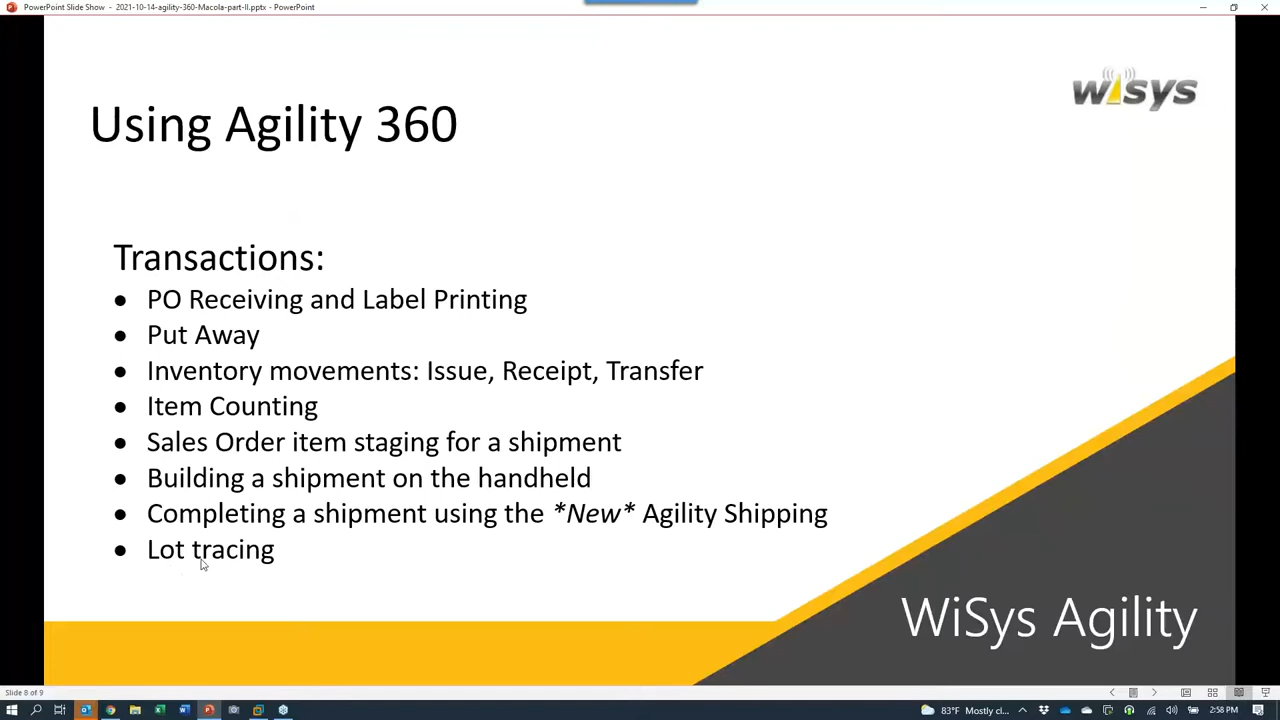 PowerPoint Slide Show - 2021-10-14-agility-360-Macola-part-II.pptx - PowerPoint
wisys
Using Agility 360
Transactions:
• PO Receiving and Label Printing
• Put Away
• Inventory movements: Issue, Receipt, Transfer
• Item Counting
• Sales Order item staging for a shipment
• Building a shipment on the handheld
• Completing a shipment using the *New* Agility Shipping
• Lot tracing
WiSys Agility
Slide 8 of 9
83°F Mostly cl... 2:58 PM